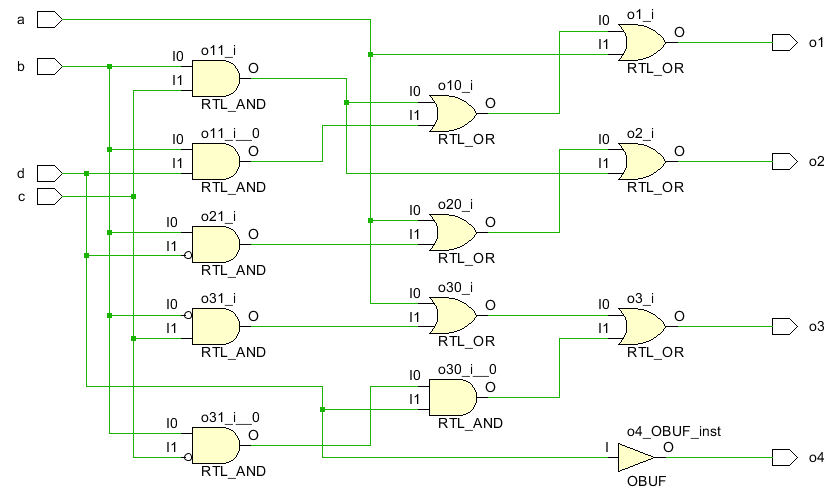 a
o1_i
I0
O
o1
I1
RTL_OR
b
o11_i
I0
O
I1
RTL_AND
o10_i
I0
O
I1
RTL_OR
o11_i__0
I0
O
I1
RTL_AND
o2_i
I0
O
o2
I1
RTL_OR
d
c
o21_i
I0
O
I1
RTL_AND
o20_i
I0
O
I1
RTL_OR
o31_i
I0
O
I1
RTL_AND
o30_i
I0
O
I1
RTL_OR
o3_i
I0
O
o3
I1
RTL_OR
o30_i__0
I0
O
I1
RTL_AND
o31_i__0
I0
O
I1
RTL_AND
o4_OBUF_inst
I
O
o4
OBUF